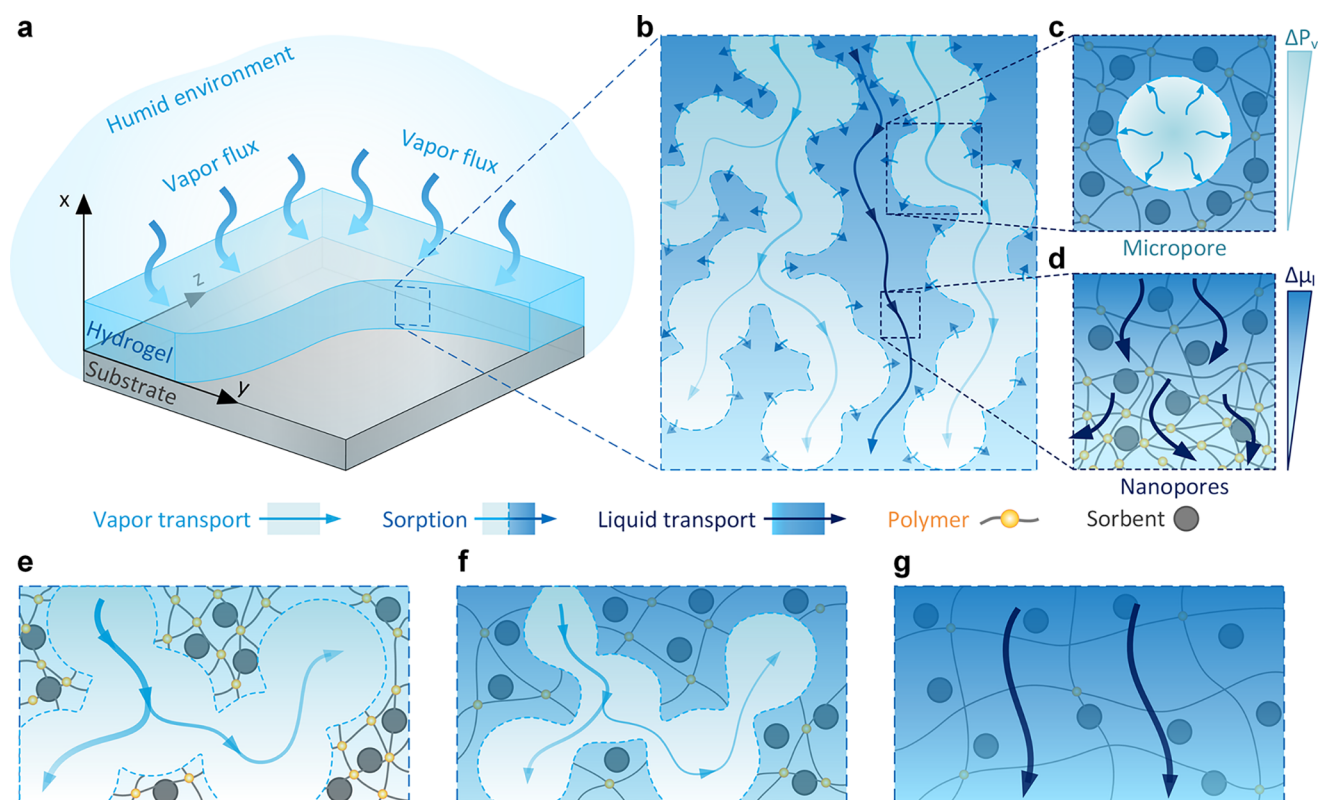 a
b
c
Humid environment
Vapor flux
Vapor flux
x
z
y
Hydrogel
Substrate
ΔPᵥ
Micropore
d
Δμₗ
Nanopores
Vapor transport
Sorption
Liquid transport
Polymer
Sorbent
e
f
g